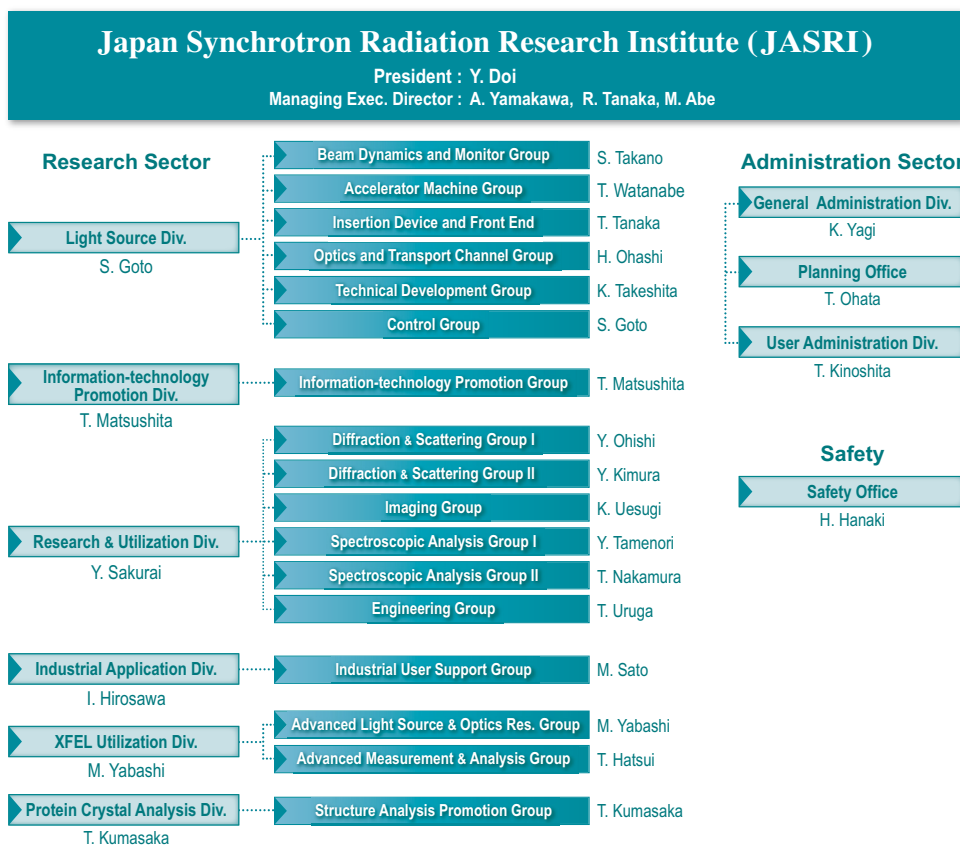 Japan Synchrotron Radiation Research Institute (JASRI)
President : Y. Doi
Managing Exec. Director : A. Yamakawa, R. Tanaka, M. Abe
Research Sector
Light Source Div.
S. Goto
Beam Dynamics and Monitor Group S. Takano
Accelerator Machine Group T. Watanabe
Insertion Device and Front End T. Tanaka
Optics and Transport Channel Group H. Ohashi
Technical Development Group K. Takeshita
Control Group S. Goto
Information-technology
Promotion Div.
T. Matsushita
Information-technology Promotion Group T. Matsushita
Research & Utilization Div.
Y. Sakurai
Diffraction & Scattering Group I Y. Ohishi
Diffraction & Scattering Group II Y. Kimura
Imaging Group K. Uesugi
Spectroscopic Analysis Group I Y. Tamenori
Spectroscopic Analysis Group II T. Nakamura
Engineering Group T. Uruga
Industrial Application Div.
I. Hirosawa
Industrial User Support Group M. Sato
XFEL Utilization Div.
M. Yabashi
Advanced Light Source & Optics Res. Group M. Yabashi
Advanced Measurement & Analysis Group T. Hatsui
Protein Crystal Analysis Div.
T. Kumasaka
Structure Analysis Promotion Group T. Kumasaka
Administration Sector
General Administration Div.
K. Yagi
Planning Office
T. Ohata
User Administration Div.
T. Kinoshita
Safety
Safety Office
H. Hanaki